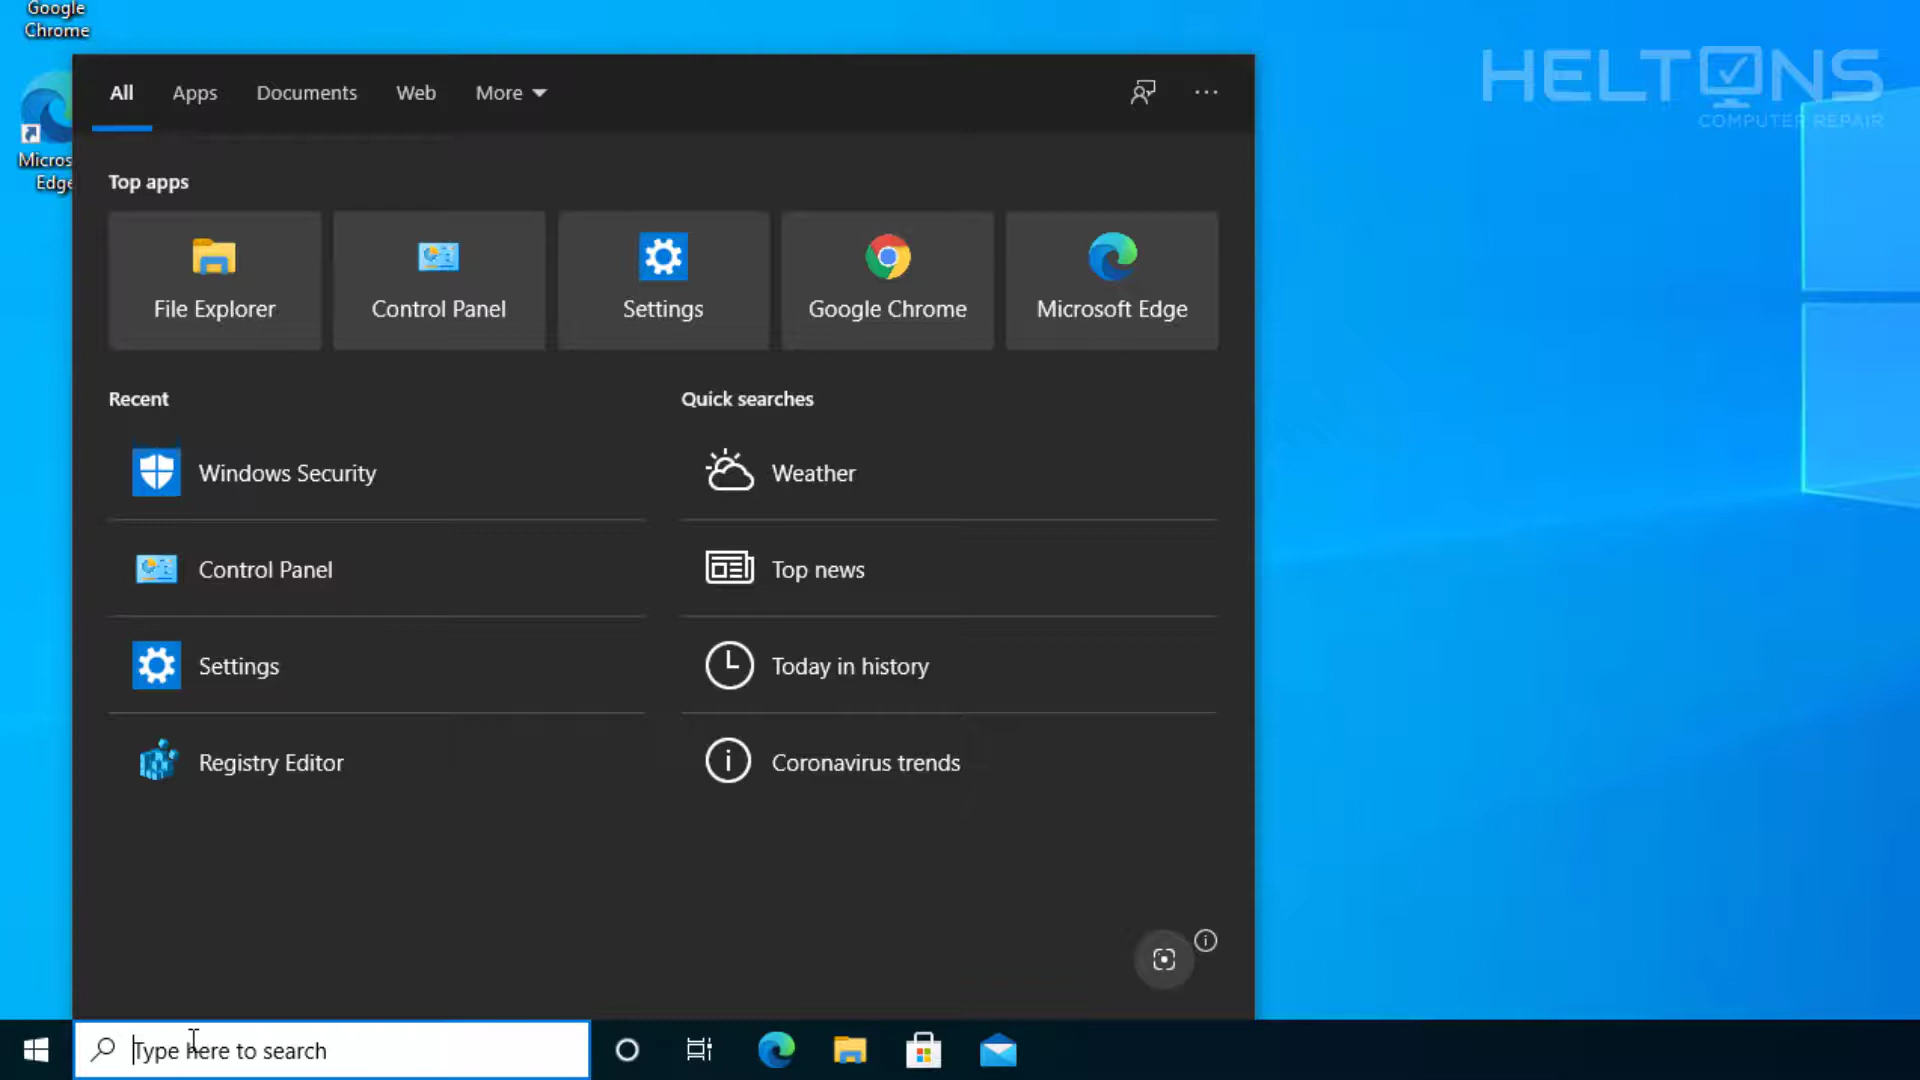 Google
Chrome
HELTONS
COMPUTER REPAIR
All Apps Documents Web More
Micros
Edge
Top apps
File Explorer Control Panel Settings Google Chrome Microsoft Edge
Recent Quick searches
Windows Security Weather
Control Panel Top news
Settings Today in history
Registry Editor Coronavirus trends
Type here to search